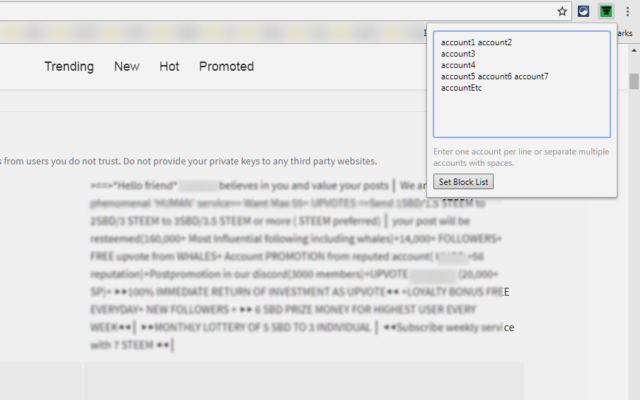 arks
Trending New Hot Promoted
account1 account2
account3
account4
account5 account6 account7
accountEtc
Enter one account per line or separate multiple
accounts with spaces.
Set Block List
s from users you do not trust. Do not provide your private keys to any third party websites.
>==>"Hello friend". believes in you and value your posts | We
phenomenal 'HUMAN' service== Want Max 55+ UPVOTES =>Send 1SBD/1.5 STEEM to
2SBD/3 STEEM to 3SBD/3.5 STEEM or more ( STEEM preferred) | your post will be
resteemed(160,000+ Most Influential following including whales)+14,000+ FOLLOWERS+
FREE upvote from WHALES+ Account PROMOTION from reputed account( +56
reputation)+Postpromotion in our discord(3000 members)+UPVOTE (20,000+
SP)+ ▸▸100% IMMEDIATE RETURN OF INVESTMENT AS UPVOTE◂◂ +LOYALTY BONUS FREE
EVERYDAY+ NEW FOLLOWERS + ▸▸ 6 SBD PRIZE MONEY FOR HIGHEST USER EVERY
WEEK◂◂| ▸▸MONTHLY LOTTERY OF 5 SBD TO 3 INDIVIDUAL | ◂◂Subscribe weekly service
with 7 STEEM ◂◂|